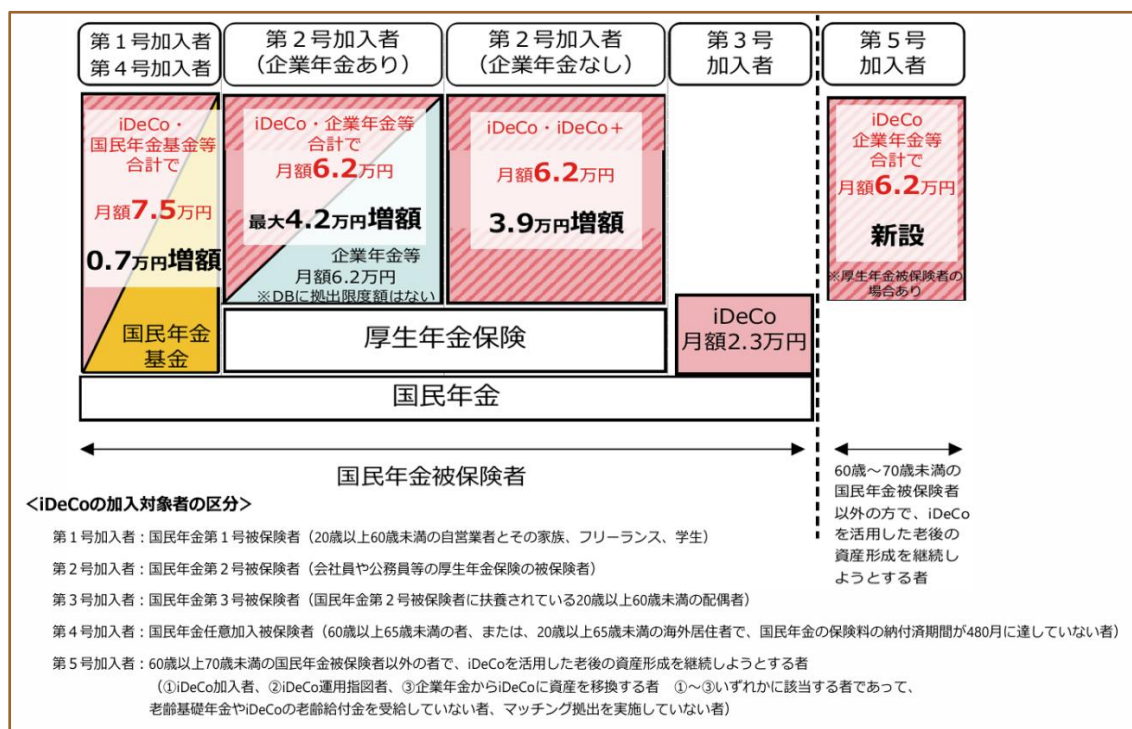 第１号加入者
第４号加入者
第２号加入者
（企業年金あり）
第２号加入者
（企業年金なし）
第３号
加入者
第５号
加入者
iDeCo・
国民年金基金等
合計で
月額7.5万円
0.7万円増額
国民年金
基金
iDeCo・企業年金等
合計で
月額6.2万円
最大4.2万円増額
企業年金等
月額6.2万円
※DBに拠出限度額はない
iDeCo・iDeCo＋
月額6.2万円
3.9万円増額
iDeCo
月額2.3万円
iDeCo
企業年金等
合計で
月額6.2万円
新設
※厚生年金被保険者の
場合あり
厚生年金保険
国民年金
国民年金被保険者
60歳～70歳未満の
国民年金被保険者
以外の方で、iDeCo
を活用した老後の
資産形成を継続し
ようとする者
＜iDeCoの加入対象者の区分＞
第１号加入者：国民年金第１号被保険者（20歳以上60歳未満の自営業者とその家族、フリーランス、学生）
第２号加入者：国民年金第２号被保険者（会社員や公務員等の厚生年金保険の被保険者）
第３号加入者：国民年金第３号被保険者（国民年金第２号被保険者に扶養されている20歳以上60歳未満の配偶者）
第４号加入者：国民年金任意加入被保険者（60歳以上65歳未満の者、または、20歳以上65歳未満の海外居住者で、国民年金の保険料の納付済期間が480月に達していない者）
第５号加入者：60歳以上70歳未満の国民年金被保険者以外の者で、iDeCoを活用した老後の資産形成を継続しようとする者
（①iDeCo加入者、②iDeCo運用指図者、③企業年金からiDeCoに資産を移換する者　①～③いずれかに該当する者であって、
老齢基礎年金やiDeCoの老齢給付金を受給していない者、マッチング拠出を実施していない者）